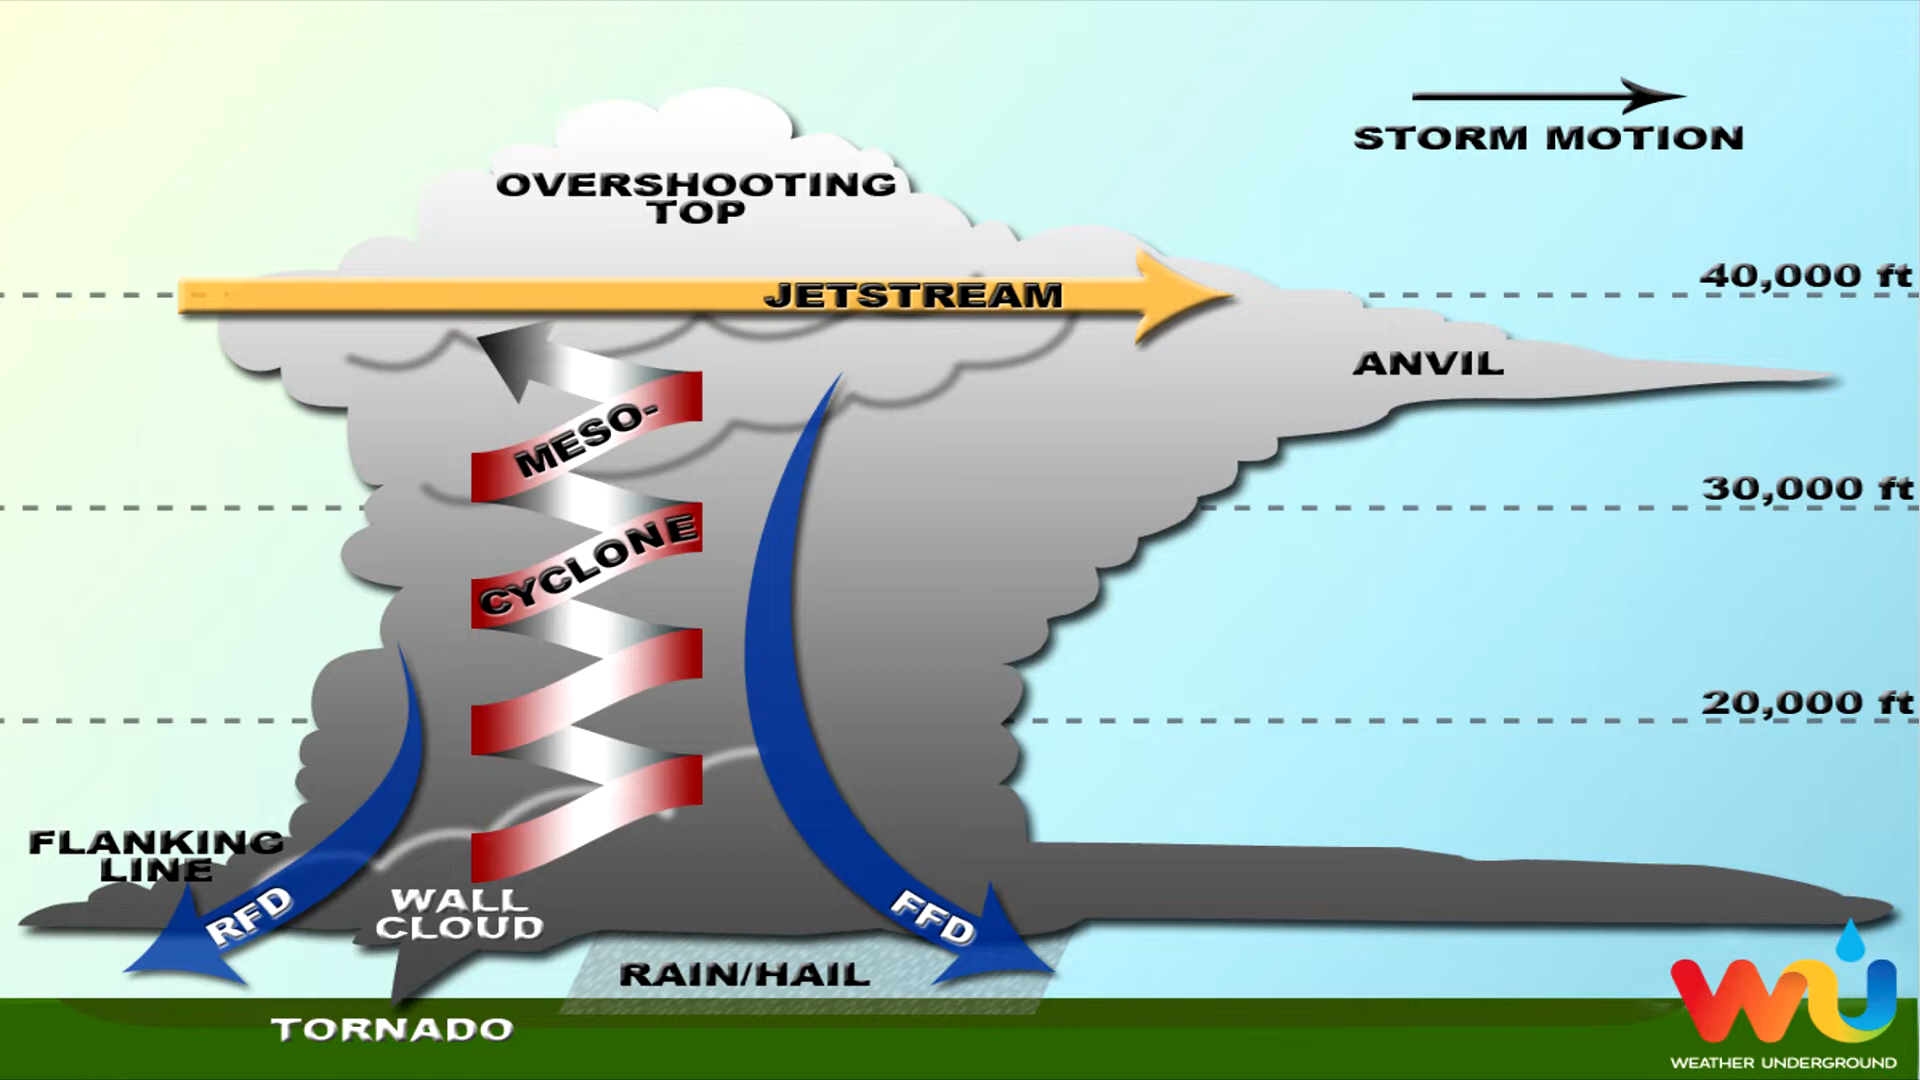 STORM MOTION
OVERSHOOTING
TOP
40,000 ft
JETSTREAM
ANVIL
MESO-
30,000 ft
CYCLONE
20,000 ft
FLANKING
LINE
RFD
WALL
CLOUD
FFD
RAIN/HAIL
TORNADO
WU
WEATHER UNDERGROUND